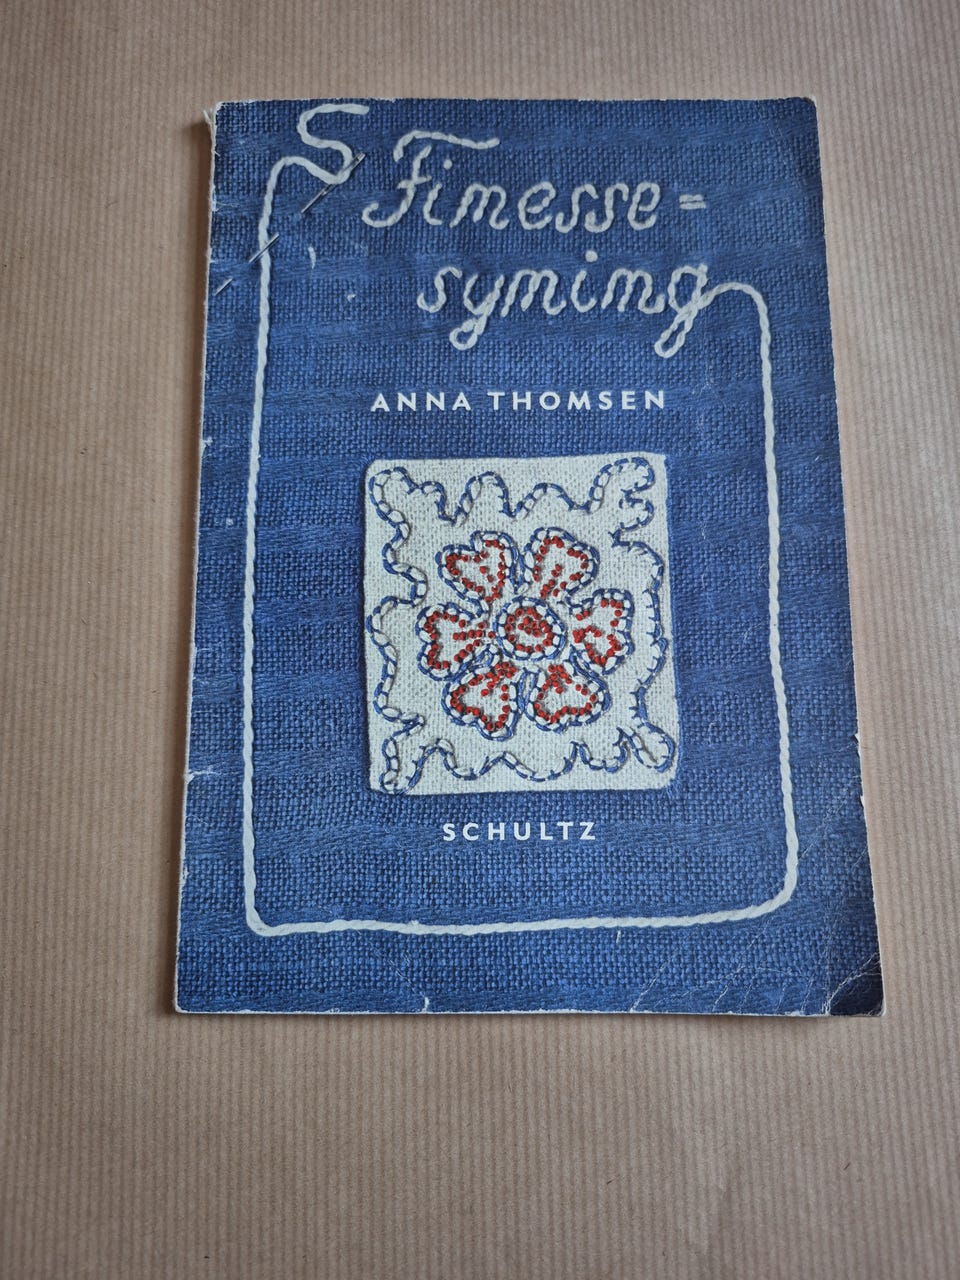 Finesse=
syning
ANNA THOMSEN
SCHULTZ